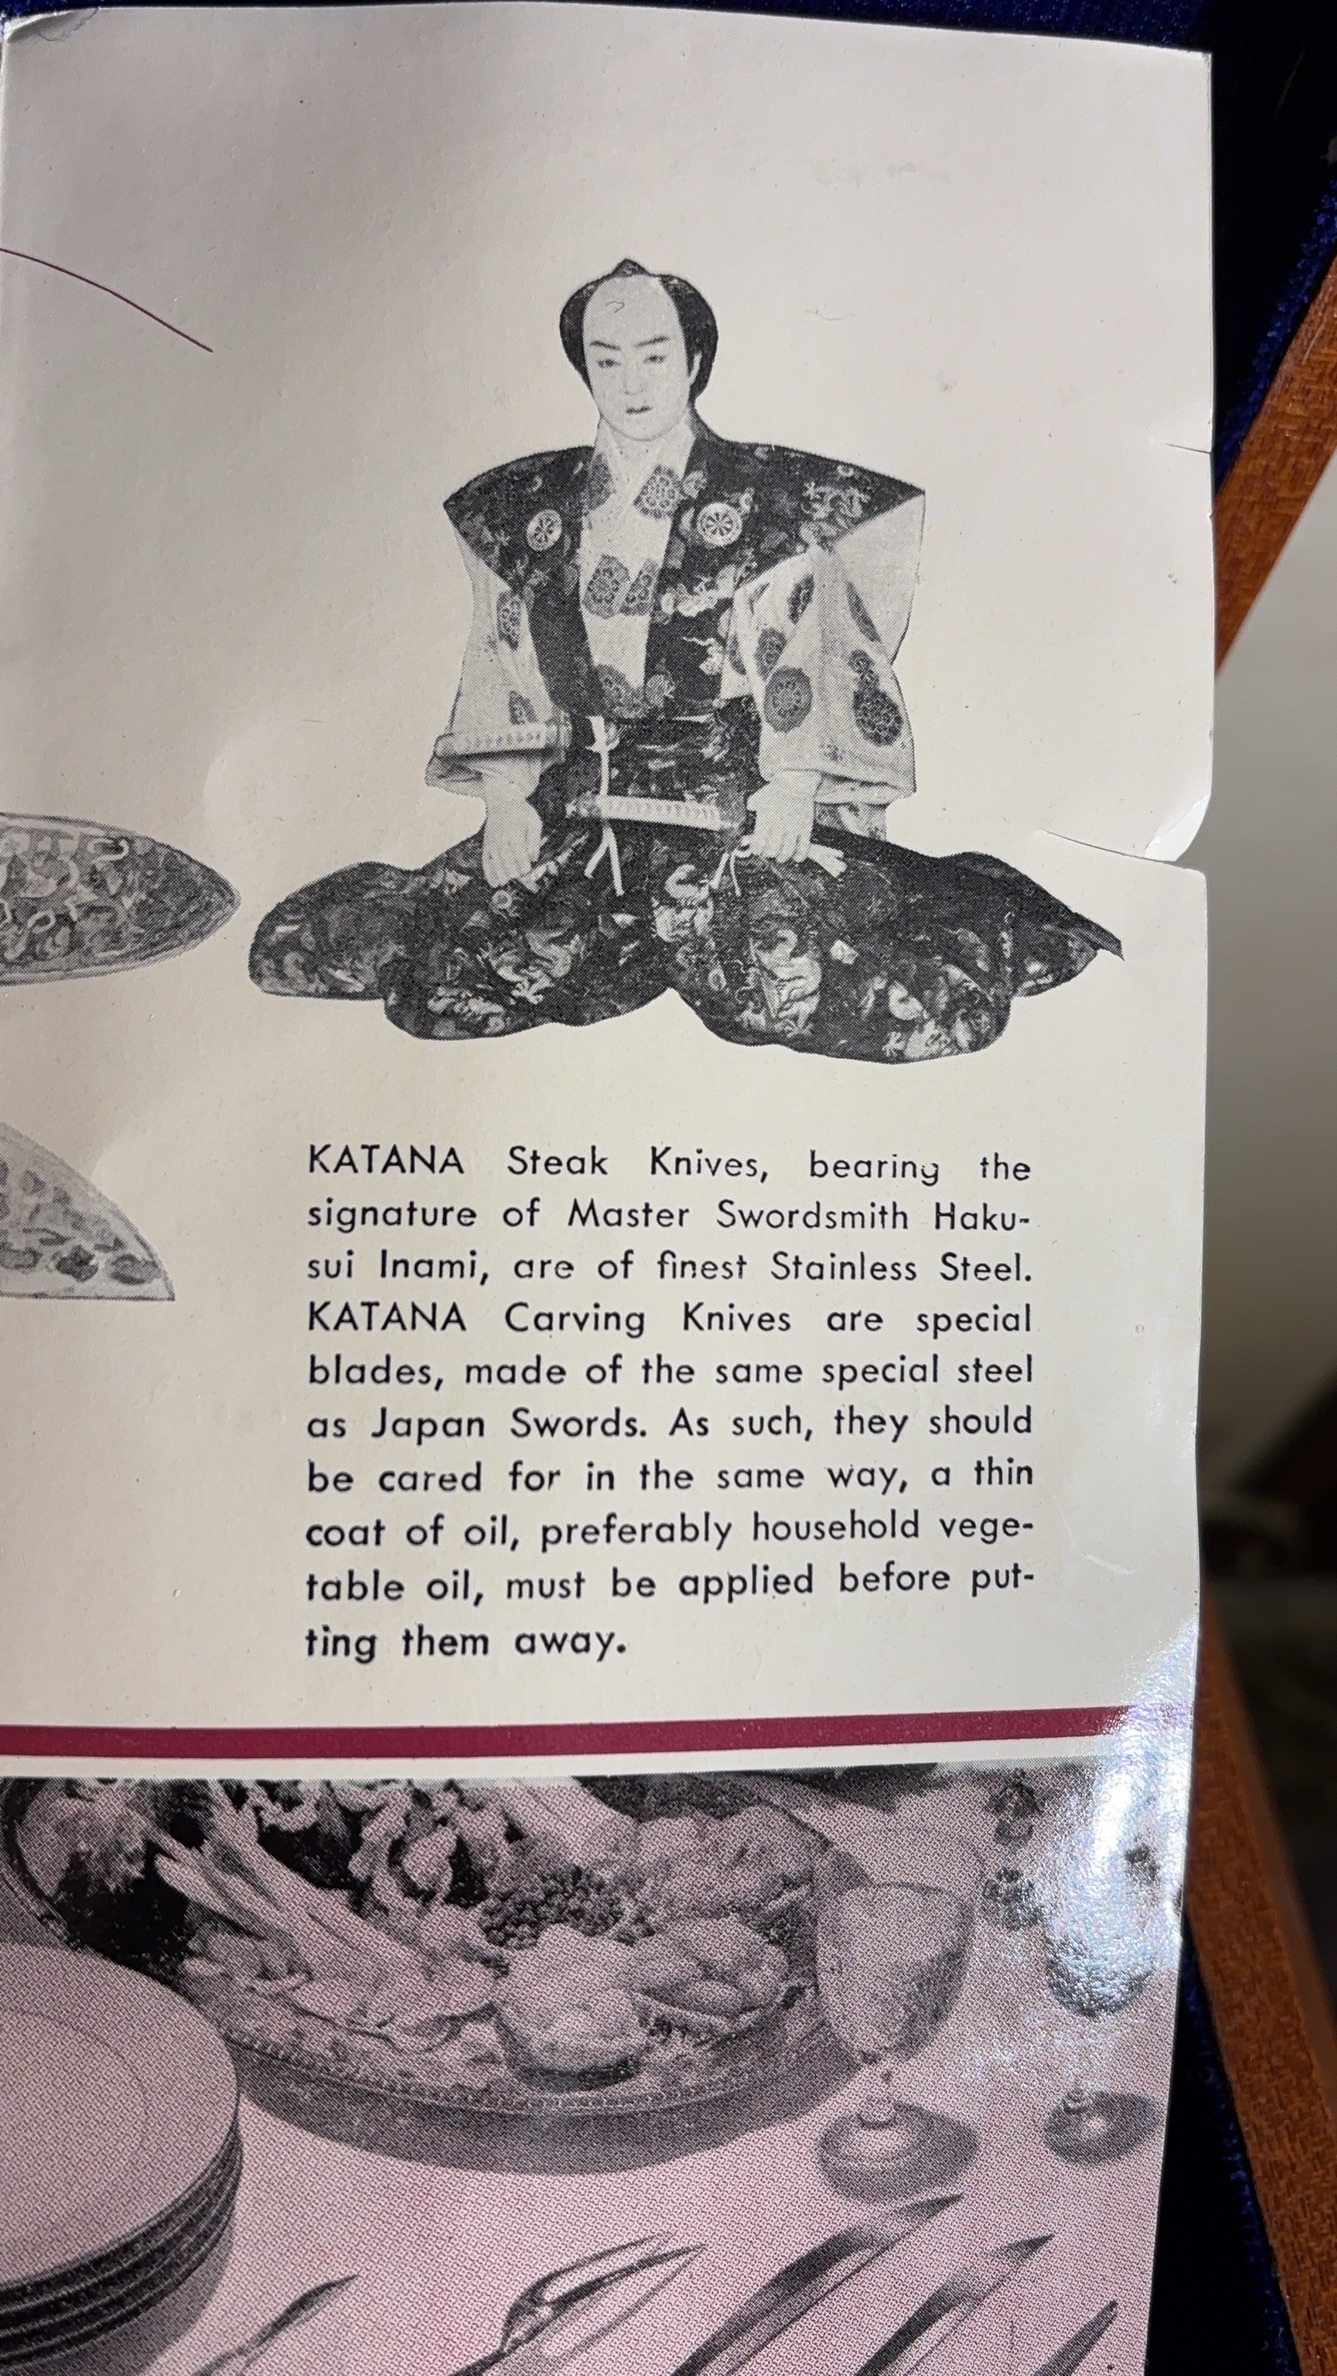 KATANA Steak Knives, bearing the
signature of Master Swordsmith Haku-
sui Inami, are of finest Stainless Steel.
KATANA Carving Knives are special
blades, made of the same special steel
as Japan Swords. As such, they should
be cared for in the same way, a thin
coat of oil, preferably household vege-
table oil, must be applied before put-
ting them away.